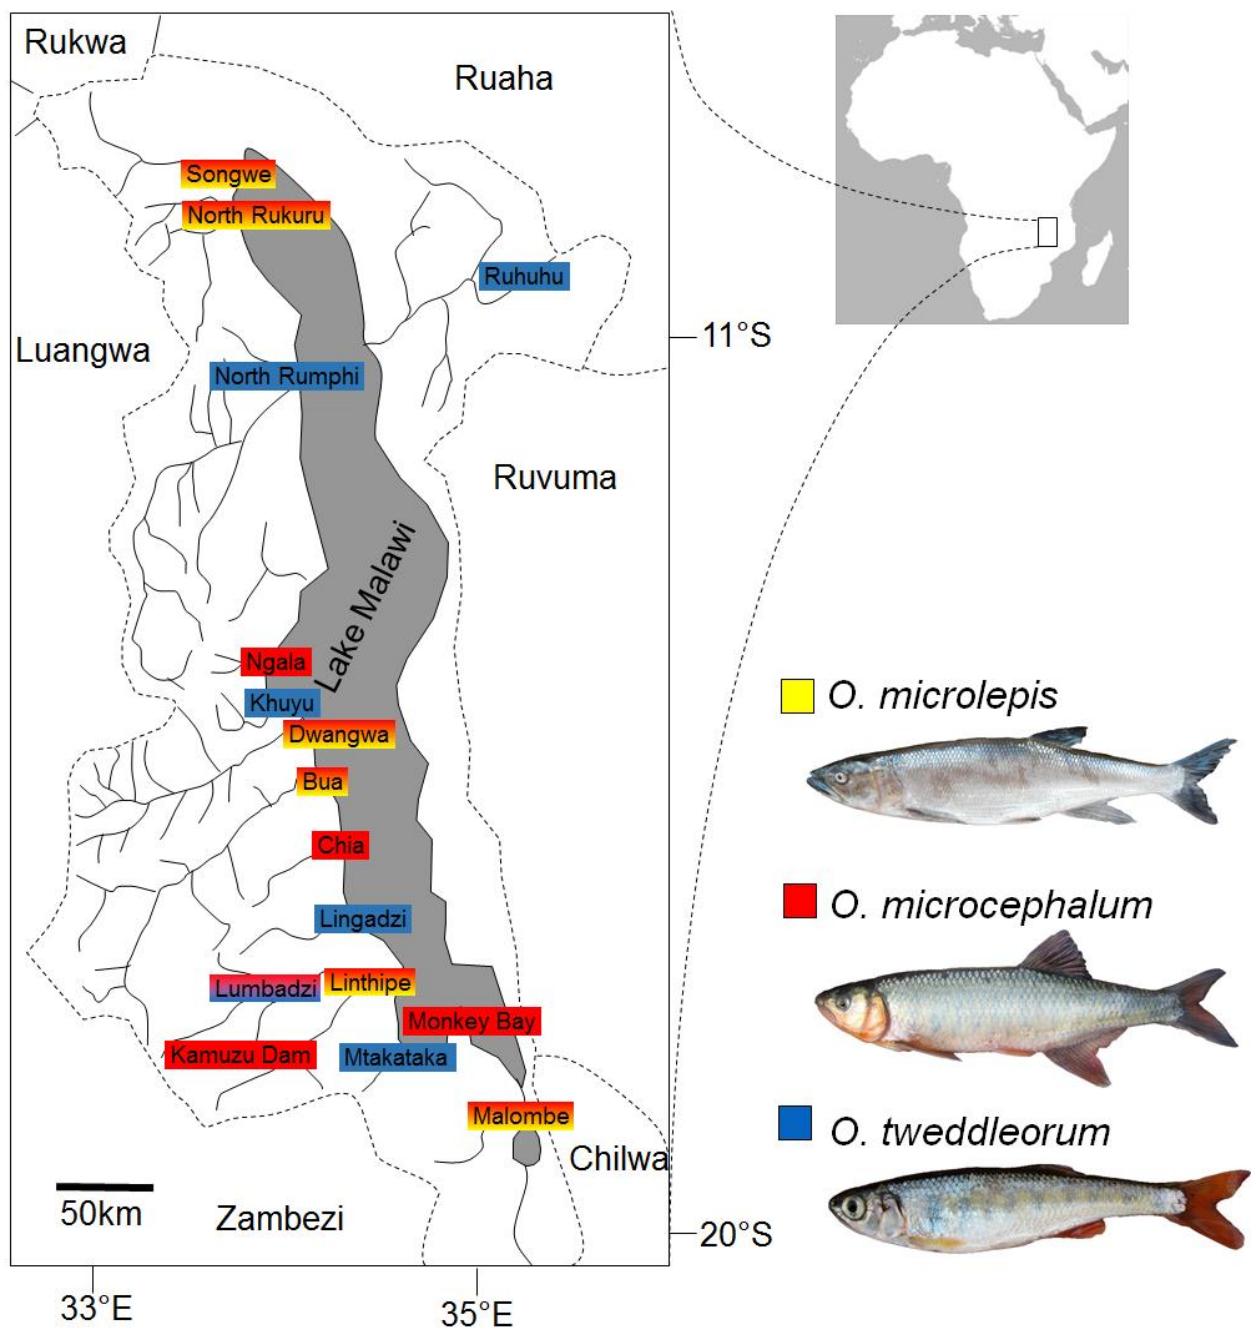 Rukwa
Ruaha
Songwe
North Rukuru
Ruhuhu
11°S
Luangwa
North Rumphi
Ruvuma
Lake Malawi
Ngala
Khuyu
Dwangwa
Bua
Chia
Lingadzi
Lumbadzi
Linthipe
Monkey Bay
Kamuzu Dam
Mtakataka
Malombe
Chilwa
50km
Zambezi
20°S
33°E
35°E
O. microlepis
O. microcephalum
O. tweddleorum